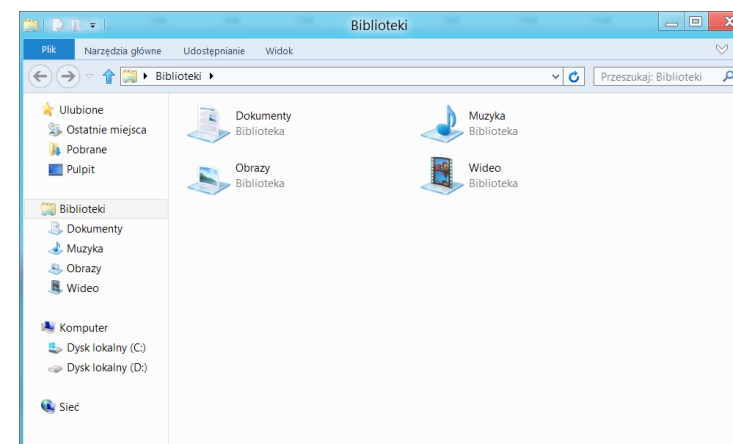 Biblioteki
Plik Narzędzia główne Udostępnianie Widok
Biblioteki
Przeszukaj: Biblioteki
Ulubione
Ostatnie miejsca
Pobrane
Pulpit
Biblioteki
Dokumenty
Muzyka
Obrazy
Wideo
Komputer
Dysk lokalny (C:)
Dysk lokalny (D:)
Sieć
Dokumenty
Biblioteka
Muzyka
Biblioteka
Obrazy
Biblioteka
Wideo
Biblioteka